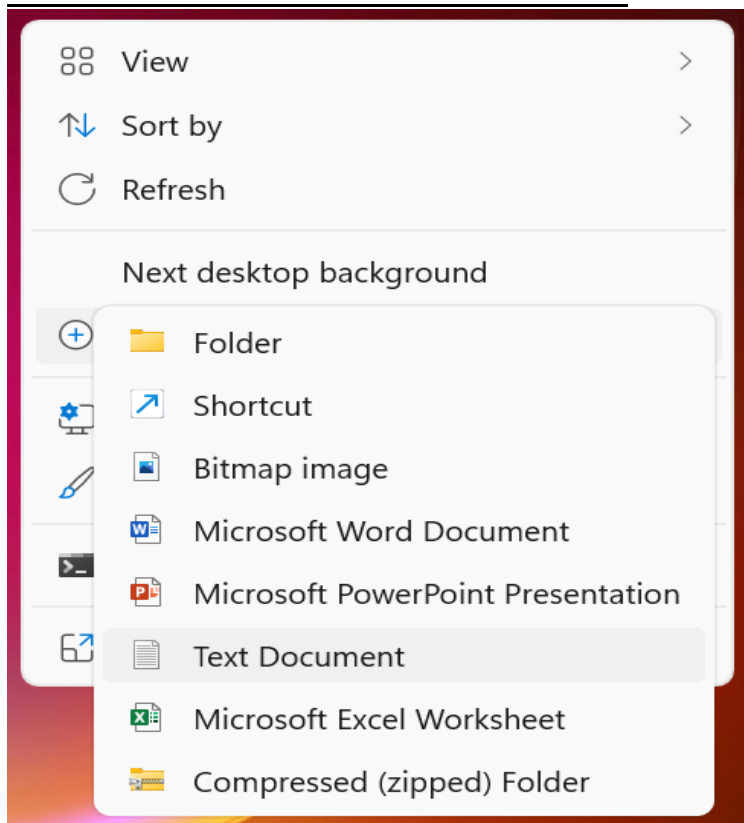 View
Sort by
Refresh
Next desktop background
Folder
Shortcut
Bitmap image
Microsoft Word Document
Microsoft PowerPoint Presentation
Text Document
Microsoft Excel Worksheet
Compressed (zipped) Folder